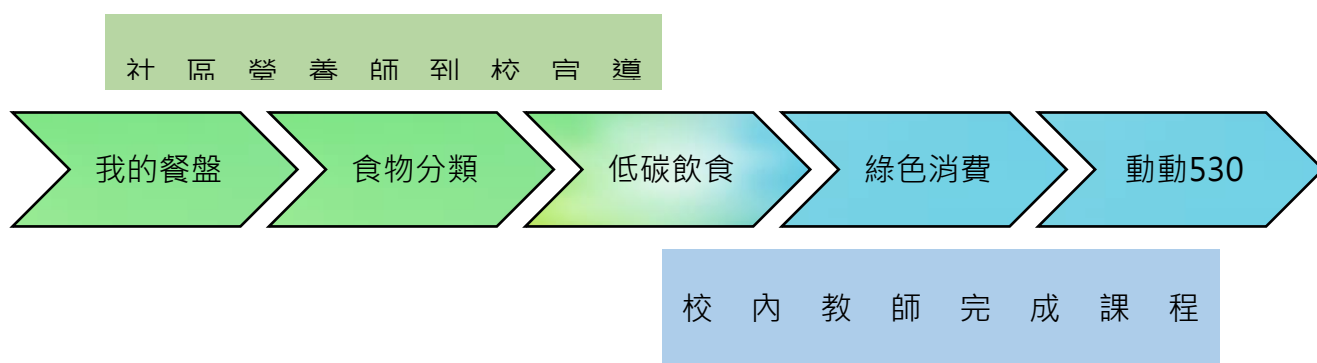 社區營養師到校宣導
我的餐盤
食物分類
低碳飲食
綠色消費
動動530
校內教師完成課程